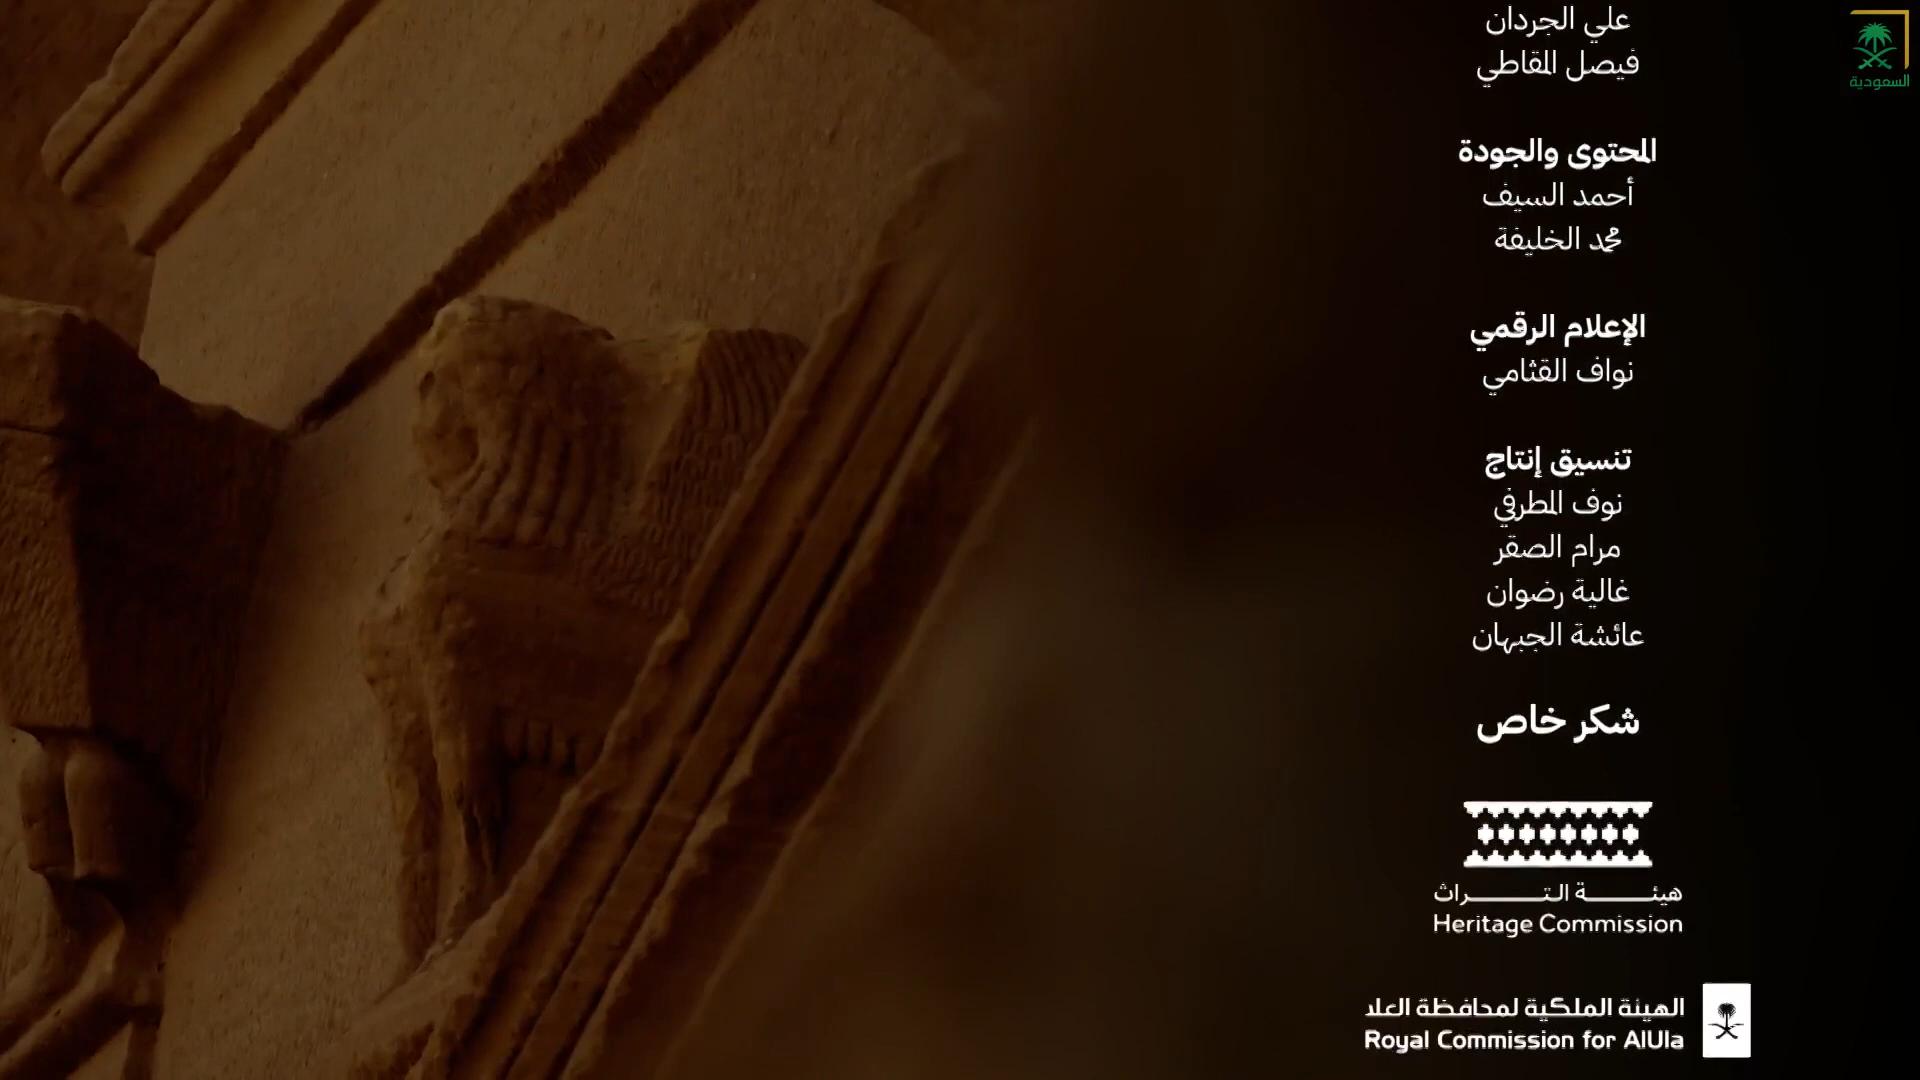 علي الجردان
فيصل المقاطي
السعودية
المحتوى والجودة
أحمد السيف
محمد الخليفة
الإعلام الرقمي
نواف القثامي
تنسيق إنتاج
نوف المطرفي
مرام الصقر
غالية رضوان
عائشة الجبهان
شكر خاص
هيئة التراث
Heritage Commission
الهيئة الملكية لمحافظة العلا
Royal Commission for AlUla